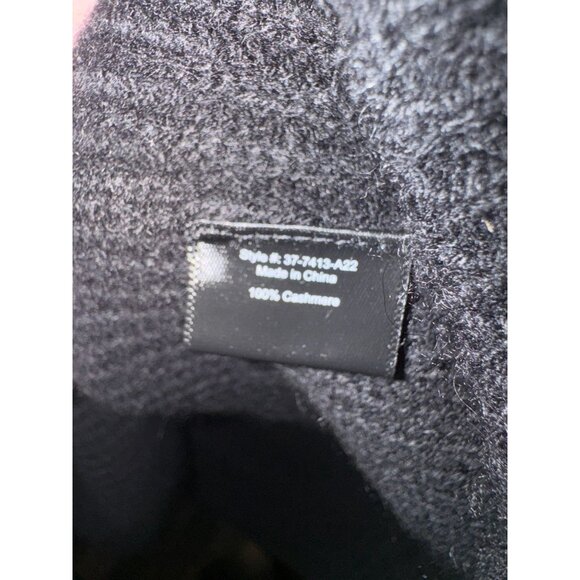 Style #: 37-7413-A22
Made in China
100% Cashmere